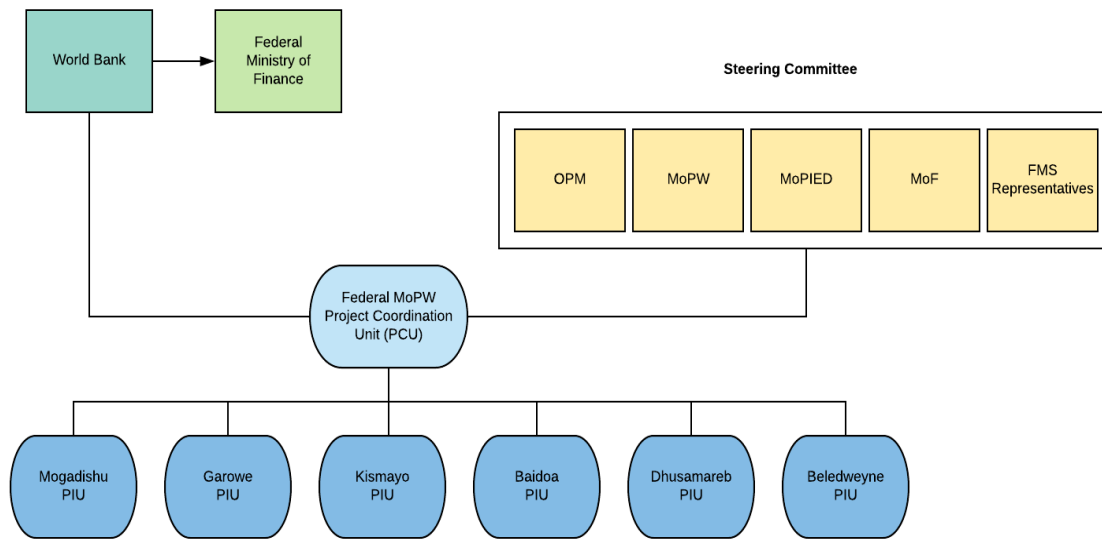 World Bank
Federal
Ministry of
Finance
Steering Committee
OPM
MoPW
MoPIED
MoF
FMS
Representatives
Federal MoPW
Project Coordination
Unit (PCU)
Mogadishu
PIU
Garowe
PIU
Kismayo
PIU
Baidoa
PIU
Dhusamareb
PIU
Beledweyne
PIU